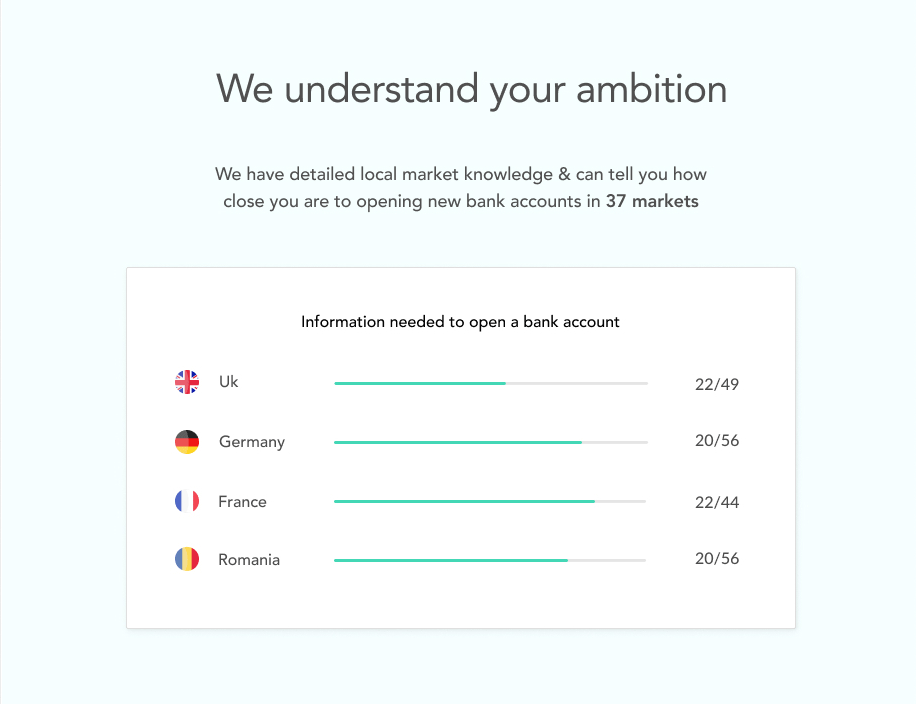 We understand your ambition
We have detailed local market knowledge & can tell you how
close you are to opening new bank accounts in 37 markets
Information needed to open a bank account
Uk 22/49
Germany 20/56
France 22/44
Romania 20/56